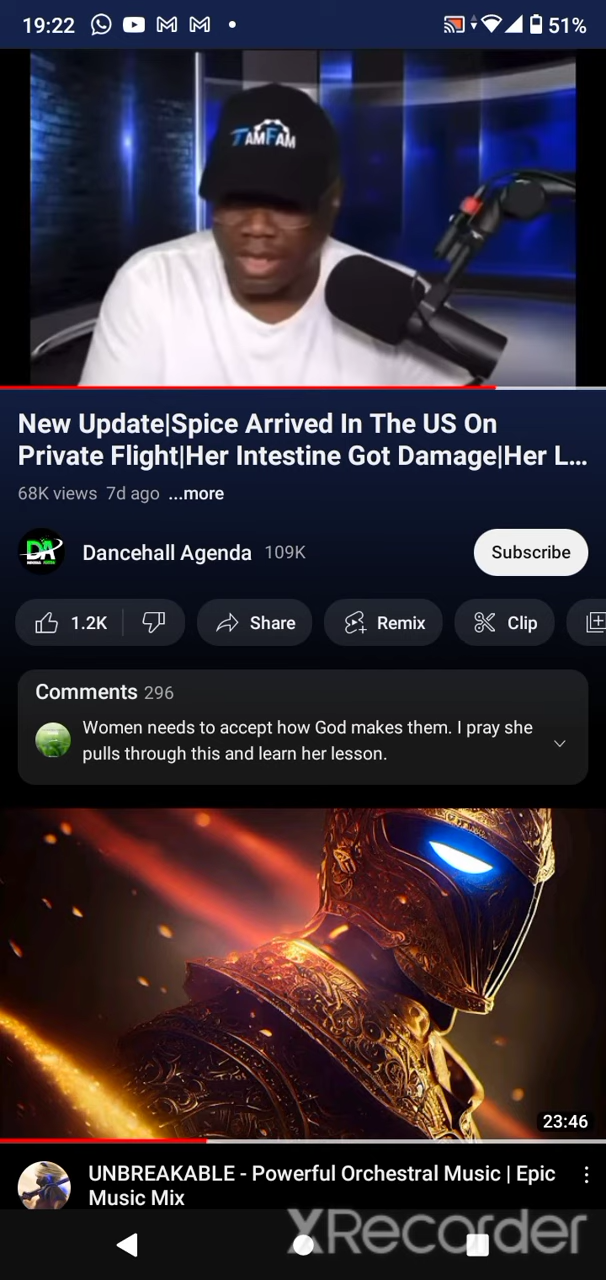 19:22
51%
TAMFAM
New Update|Spice Arrived In The US On
Private Flight|Her Intestine Got Damage|Her L...
68K views 7d ago ...more
DA
Dancehall Agenda 109K
Subscribe
1.2K
Share
Remix
Clip
Comments 296
Women needs to accept how God makes them. I pray she
pulls through this and learn her lesson.
23:46
UNBREAKABLE - Powerful Orchestral Music | Epic
Music Mix
XRecorder